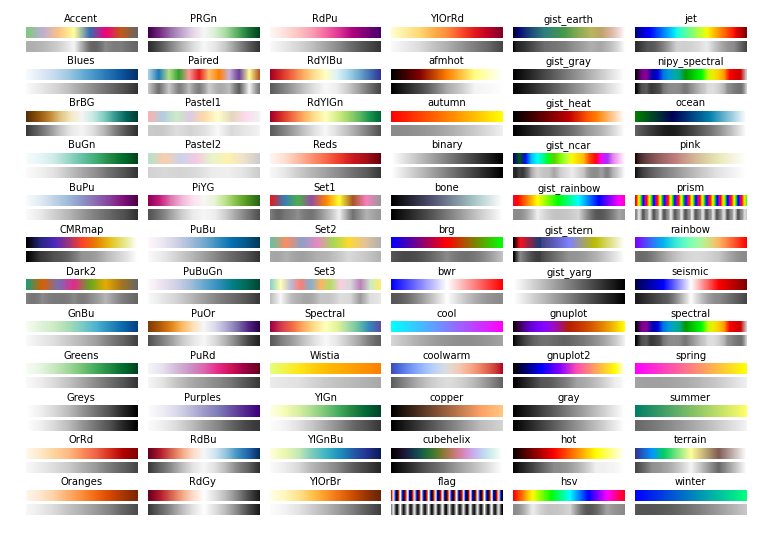 Accent PRGn RdPu YlOrRd gist_earth jet
Blues Paired RdYlBu afmhot gist_gray nipy_spectral
BrBG Pastel1 RdYlGn autumn gist_heat ocean
BuGn Pastel2 Reds binary gist_ncar pink
BuPu PiYG Set1 bone gist_rainbow prism
CMRmap PuBu Set2 brg gist_stern rainbow
Dark2 PuBuGn Set3 bwr gist_yarg seismic
GnBu PuOr Spectral cool gnuplot spectral
Greens PuRd Wistia coolwarm gnuplot2 spring
Greys Purples YlGn copper gray summer
OrRd RdBu YlGnBu cubehelix hot terrain
Oranges RdGy YlOrBr flag hsv winter